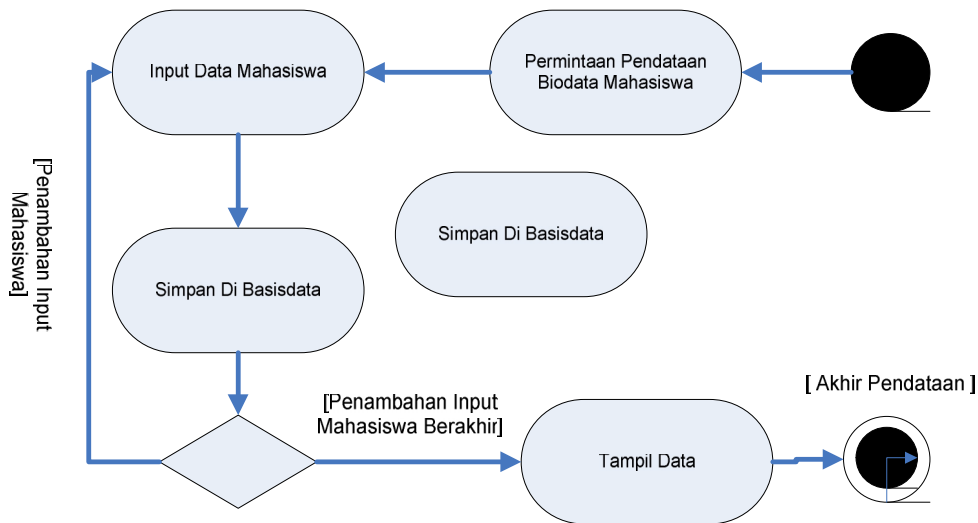 Input Data Mahasiswa
Permintaan Pendataan
Biodata Mahasiswa
[Penambahan Input
Mahasiswa]
Simpan Di Basisdata
Simpan Di Basisdata
[Penambahan Input
Mahasiswa Berakhir]
[ Akhir Pendataan ]
Tampil Data